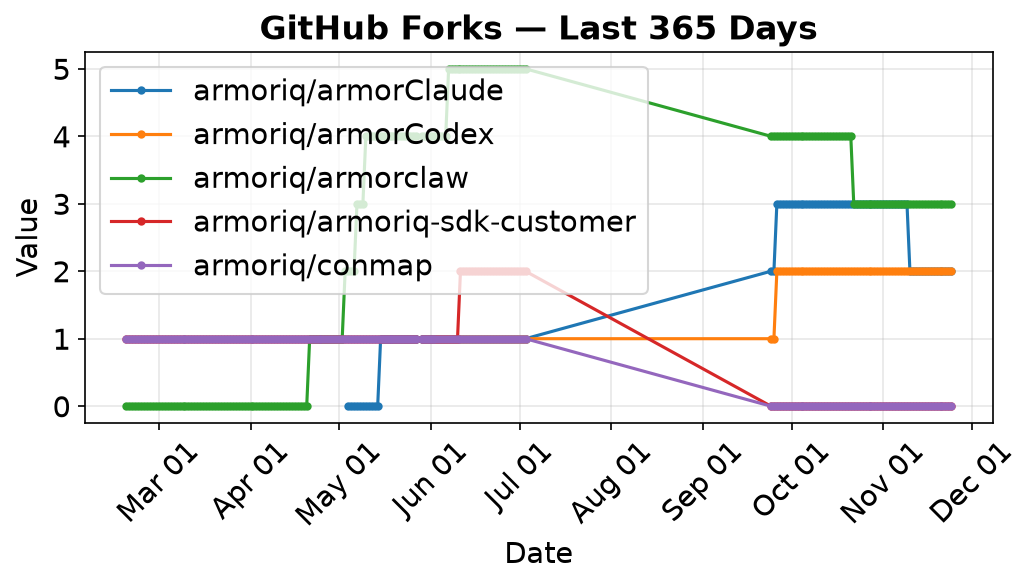 GitHub Forks — Last 365 Days
armoriq/armorClaude
armoriq/armorCodex
armoriq/armorclaw
armoriq/armoriq-sdk-customer
armoriq/conmap
Value
5
4
3
2
1
0
Mar 01
Apr 01
May 01
Jun 01
Jul 01
Aug 01
Sep 01
Oct 01
Nov 01
Dec 01
Date